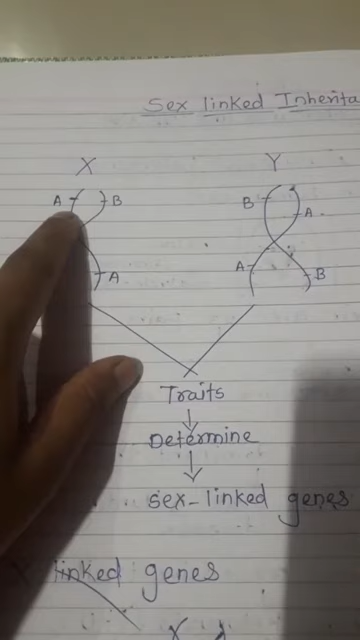 Sex linked Inherita
X Y
A B B A
A A B
Traits
Determine
sex-linked genes
linked genes
X